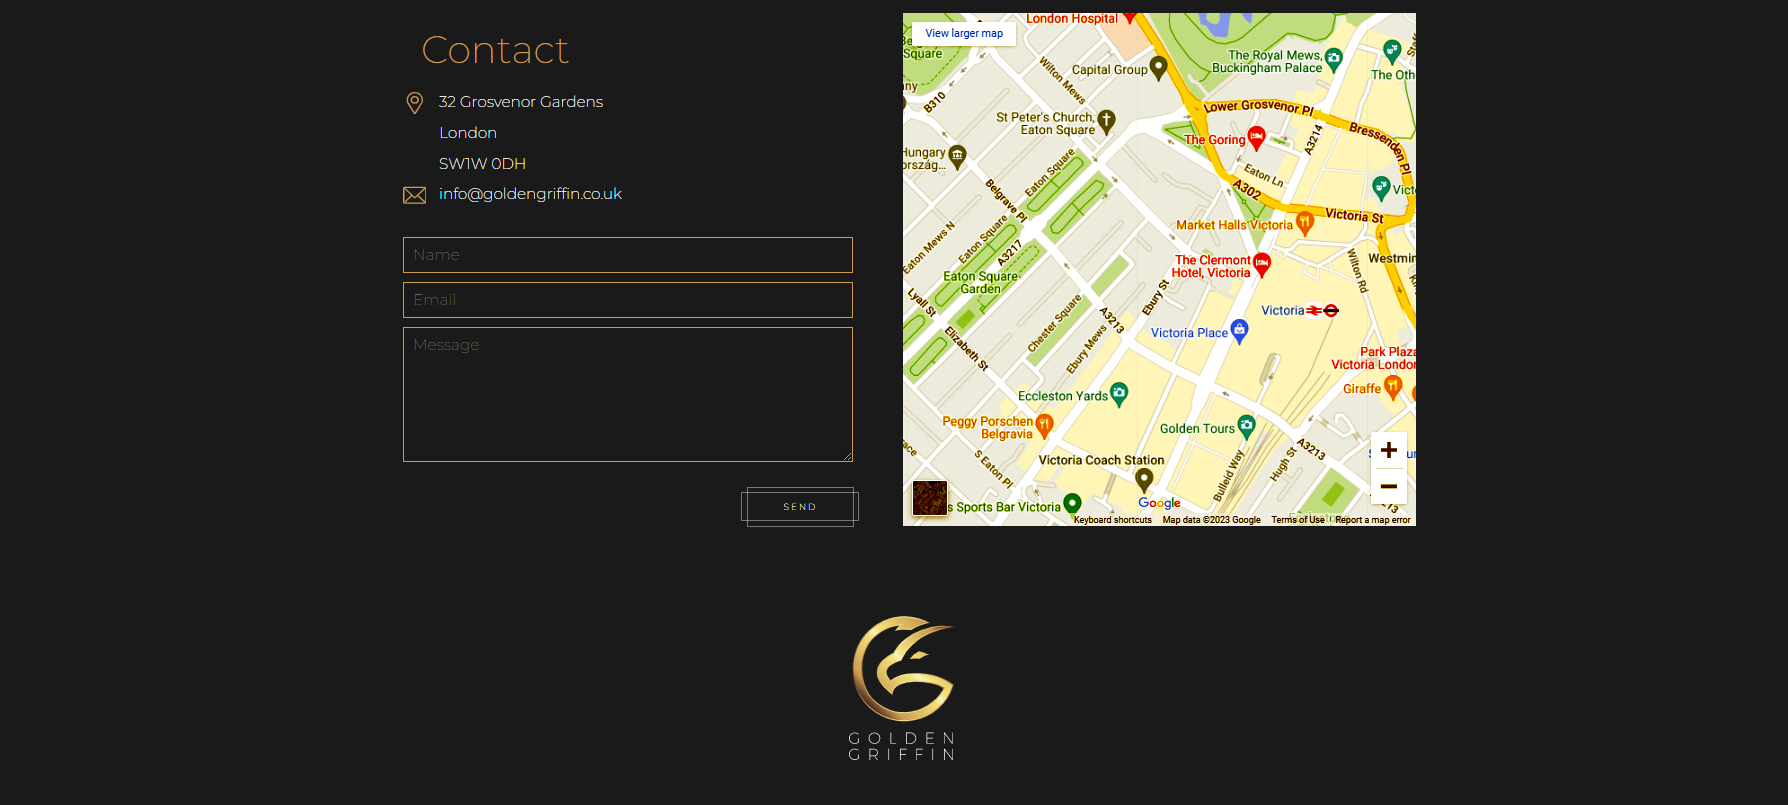 Contact
32 Grosvenor Gardens
London
SW1W 0DH
info@goldengriffin.co.uk
Name
Email
Message
SEND
View larger map
London Hospital
Square
B310
Wilton Mews
Capital Group
The Royal Mews,
Buckingham Palace
The Oth
St Peter's Church,
Eaton Square
Lower Grosvenor Pl
Bressenden Pl
A3214
The Goring
Hungary
ország...
Eaton Ln
Eaton Square
Belgrave Pl
A302
Victoria St
Market Halls Victoria
Eaton Mews N
Eaton Square
A3217
The Clermont
Hotel, Victoria
Wilton Rd
Westmin
Eaton Square
Garden
Lyall St
Ebury St
Victoria
Chester Square
A3213
Victoria Place
Elizabeth St
Ebury Mews
Park Plaza
Victoria London
Giraffe
Eccleston Yards
Peggy Porschen
Belgravia
Golden Tours
S Eaton Pl
Victoria Coach Station
Bulleid Way
Hugh St
A3213
s Sports Bar Victoria
Google
Keyboard shortcuts
Map data ©2023 Google
Terms of Use
Report a map error
GOLDEN
GRIFFIN